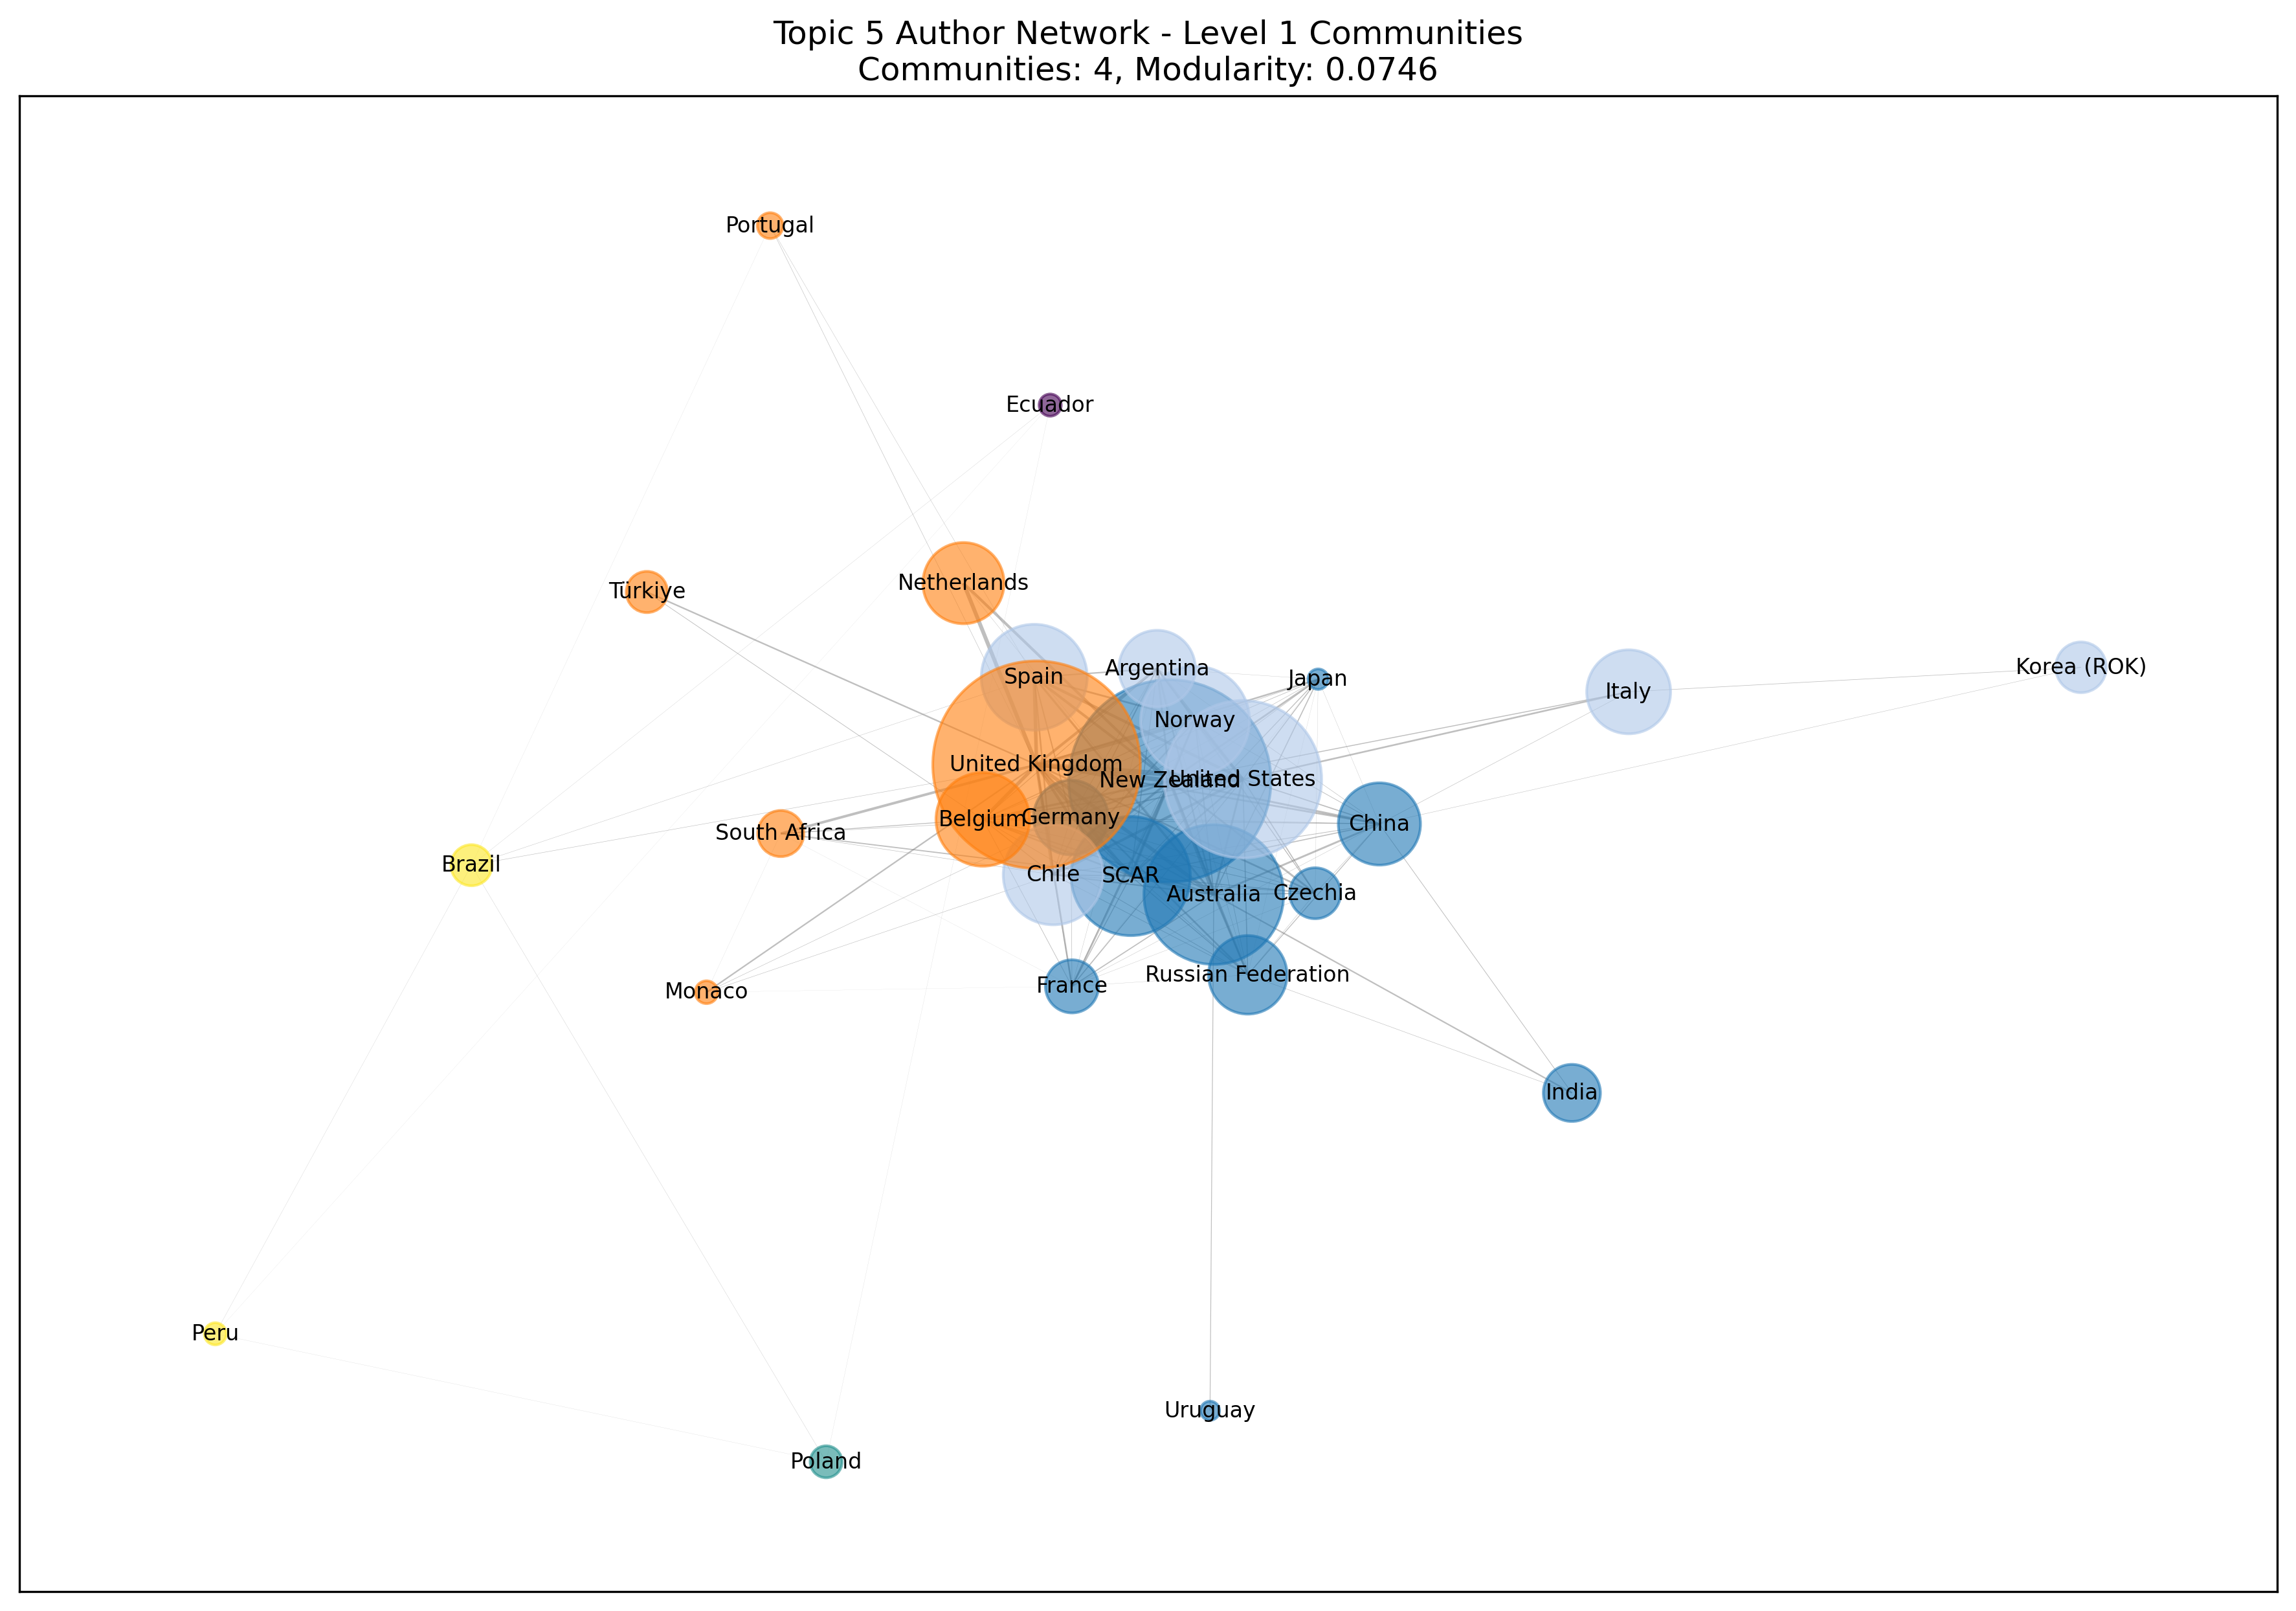 Topic 5 Author Network - Level 1 Communities
Communities: 4, Modularity: 0.0746
Portugal
Ecuador
Netherlands
Türkiye
Argentina
Korea (ROK)
Spain
Japan
Italy
Norway
United Kingdom
New Zealand
United States
Germany
Belgium
China
South Africa
Brazil
Chile
SCAR
Australia
Czechia
Russian Federation
France
Monaco
India
Peru
Uruguay
Poland